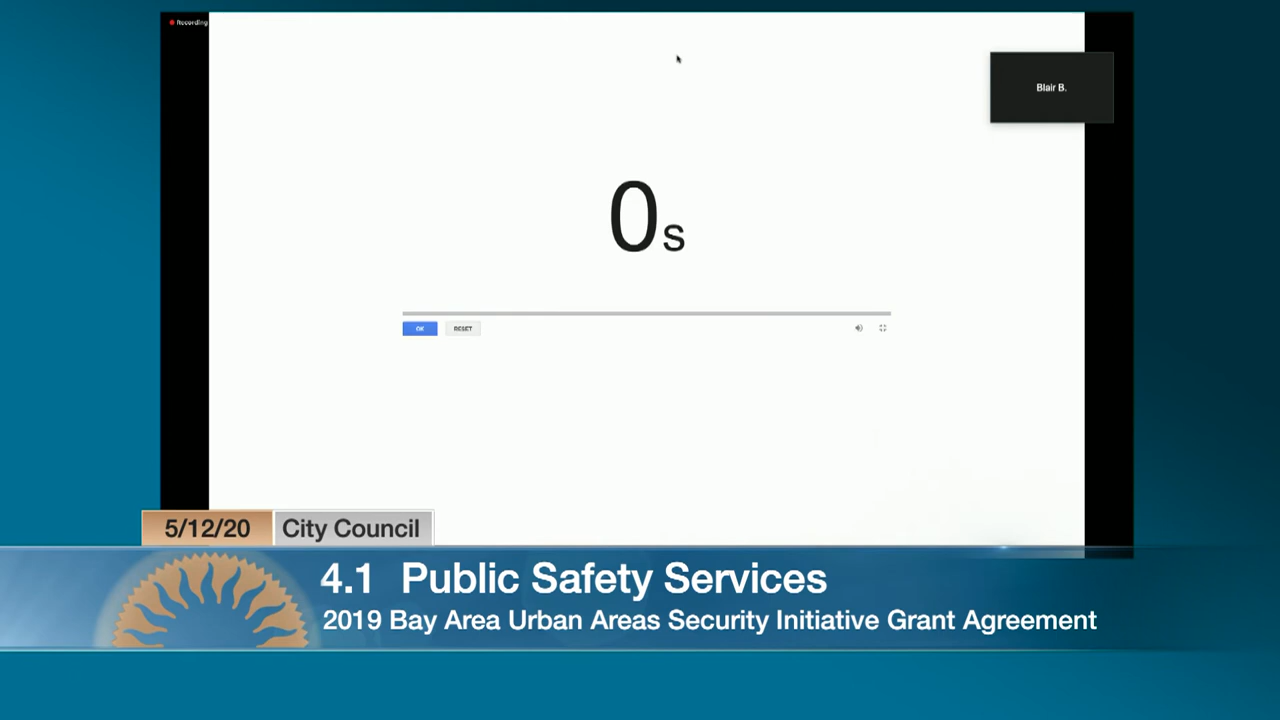 Recording
Blair B.
0s
OK
RESET
5/12/20
City Council
4.1 Public Safety Services
2019 Bay Area Urban Areas Security Initiative Grant Agreement